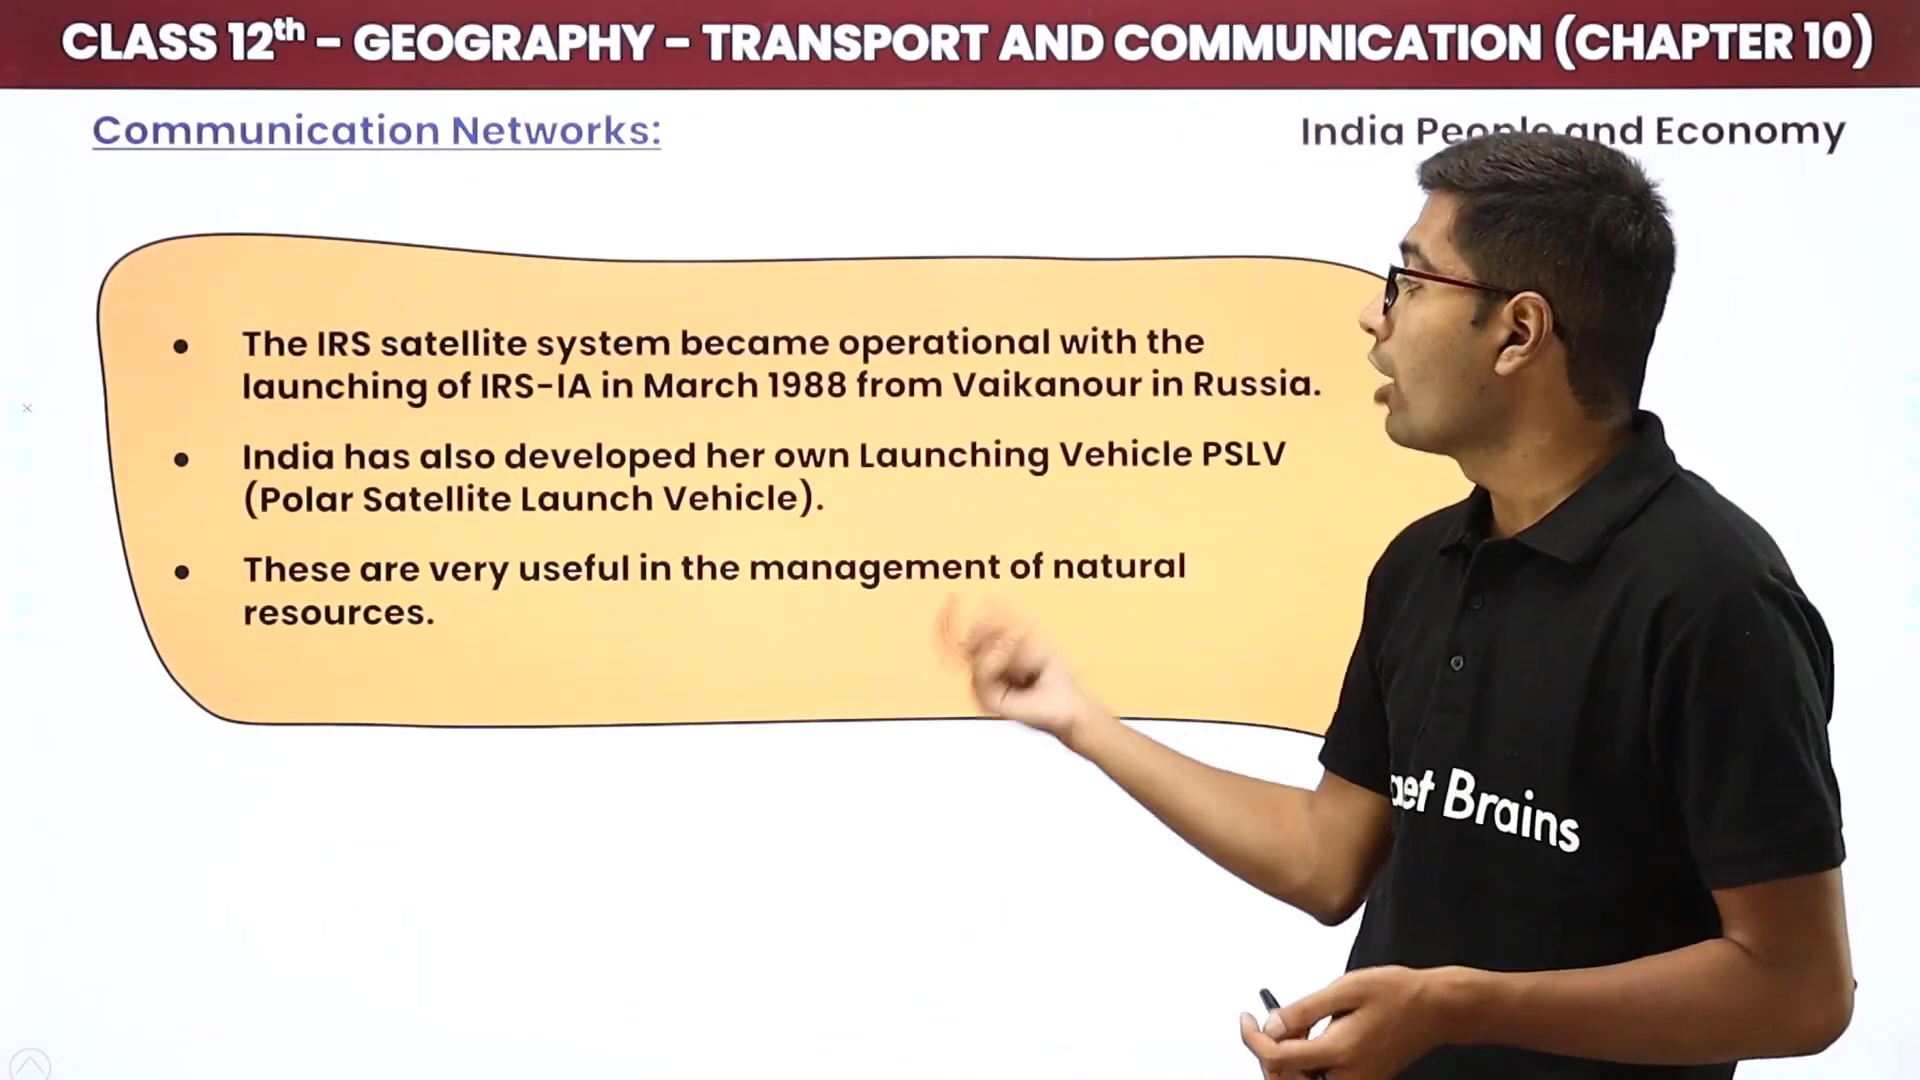 CLASS 12th - GEOGRAPHY - TRANSPORT AND COMMUNICATION (CHAPTER 10)
Communication Networks:
India People and Economy
• The IRS satellite system became operational with the
launching of IRS-IA in March 1988 from Vaikanour in Russia.
• India has also developed her own Launching Vehicle PSLV
(Polar Satellite Launch Vehicle).
• These are very useful in the management of natural
resources.
Brains